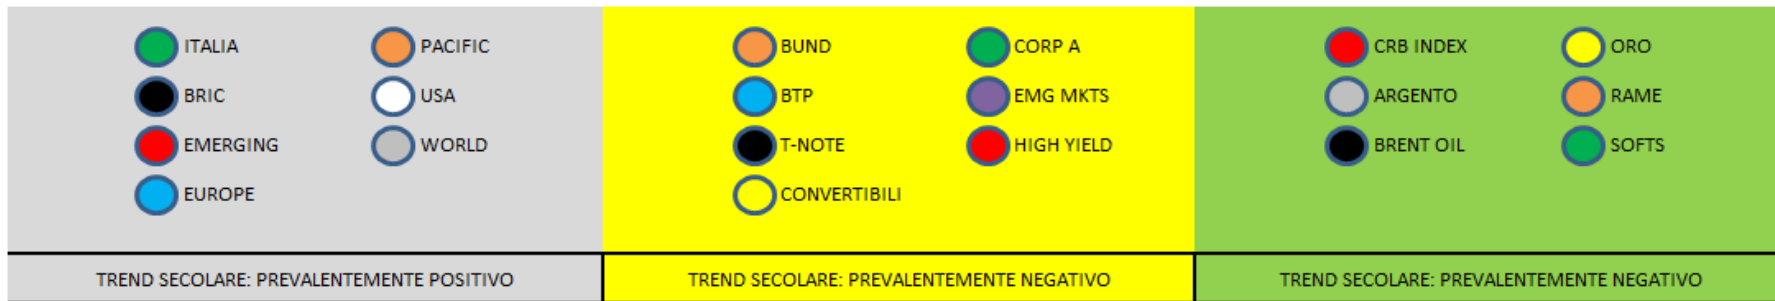 ITALIA
PACIFIC
BRIC
USA
EMERGING
WORLD
EUROPE
TREND SECOLARE: PREVALENTEMENTE POSITIVO
BUND
CORP A
BTP
EMG MKTS
T-NOTE
HIGH YIELD
CONVERTIBILI
TREND SECOLARE: PREVALENTEMENTE NEGATIVO
CRB INDEX
ORO
ARGENTO
RAME
BRENT OIL
SOFTS
TREND SECOLARE: PREVALENTEMENTE NEGATIVO